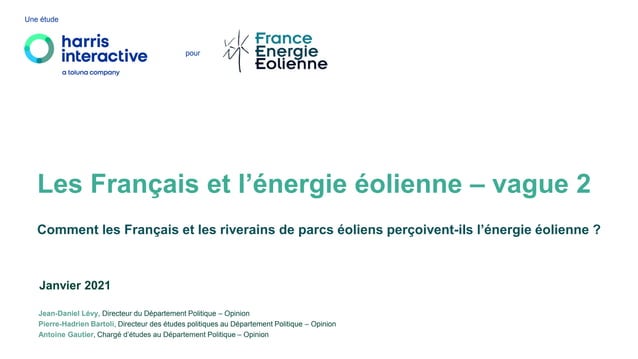 Une étude
harris
interactive
a toluna company
pour
France
Energie
Eolienne
Les Français et l’énergie éolienne – vague 2
Comment les Français et les riverains de parcs éoliens perçoivent-ils l’énergie éolienne ?
Janvier 2021
Jean-Daniel Lévy, Directeur du Département Politique – Opinion
Pierre-Hadrien Bartoli, Directeur des études politiques au Département Politique – Opinion
Antoine Gautier, Chargé d’études au Département Politique – Opinion